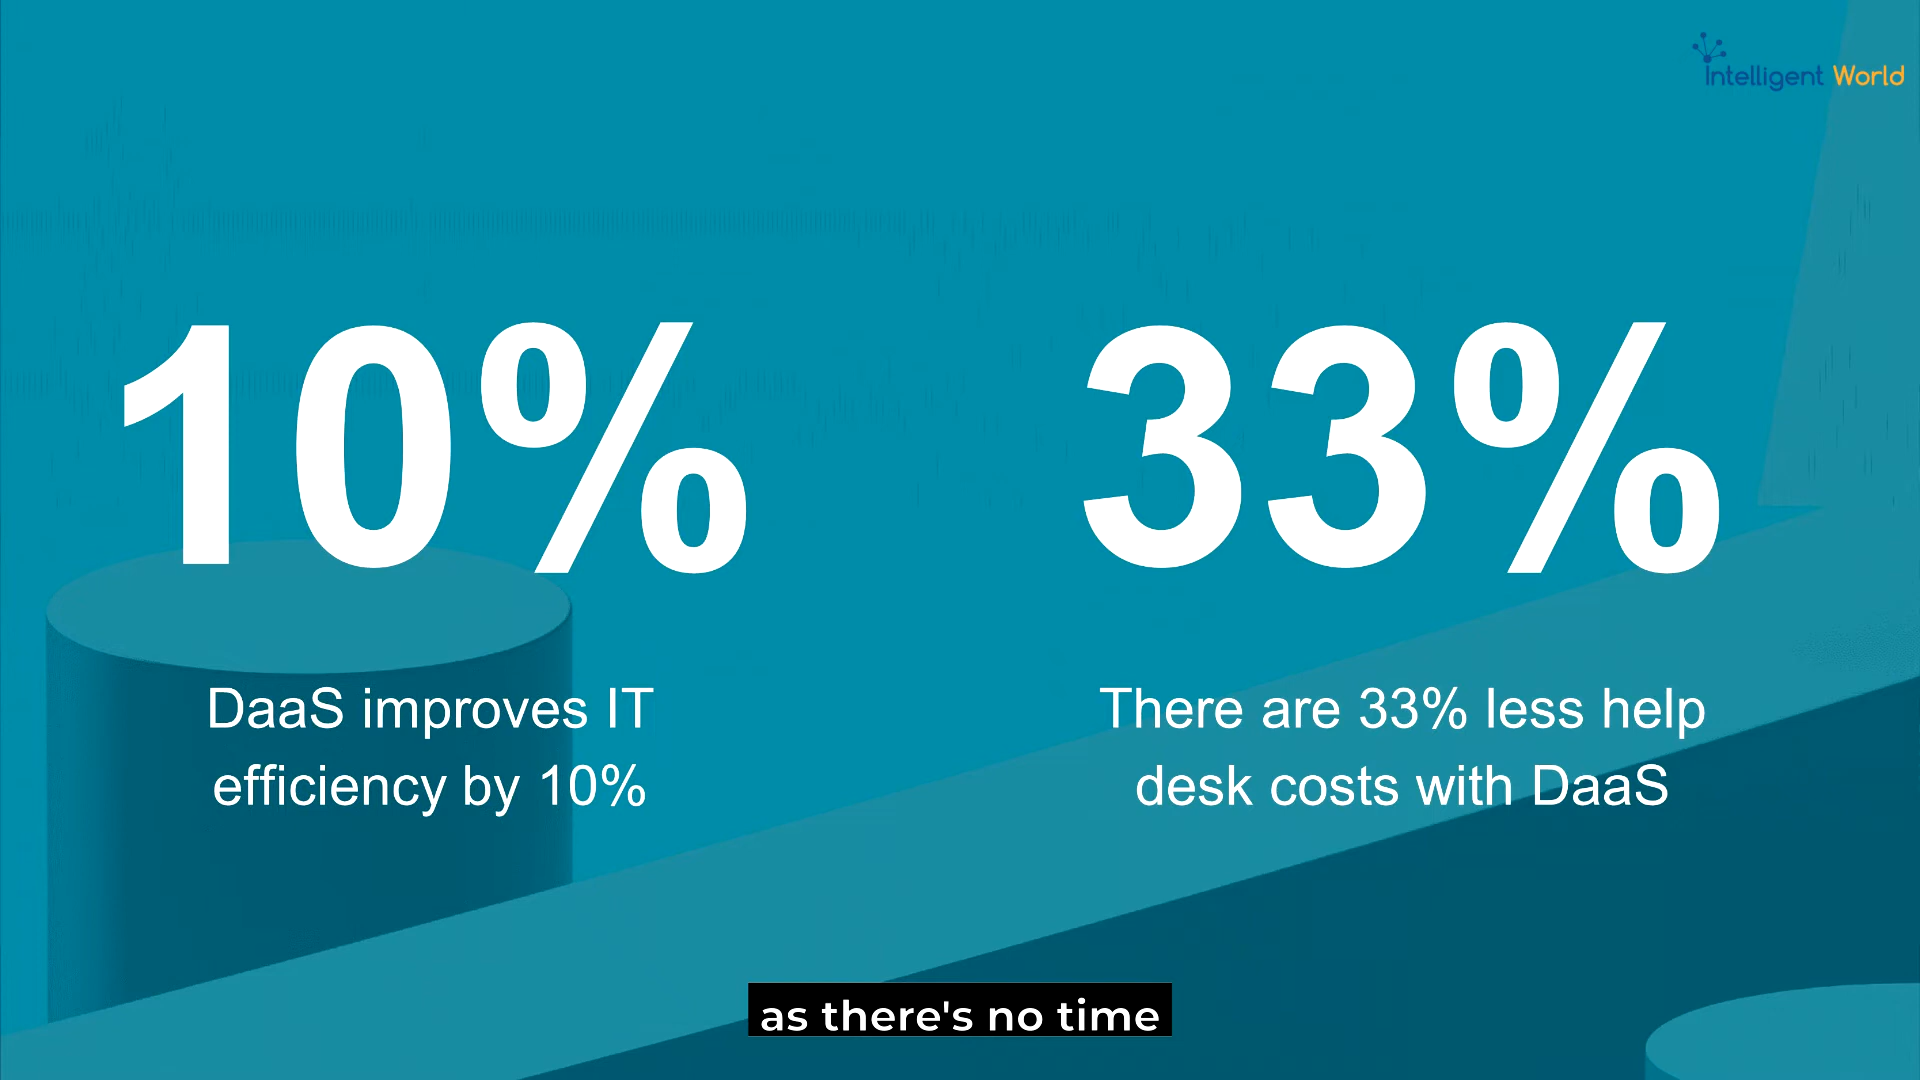 Intelligent World
10%
DaaS improves IT
efficiency by 10%
33%
There are 33% less help
desk costs with DaaS
as there's no time